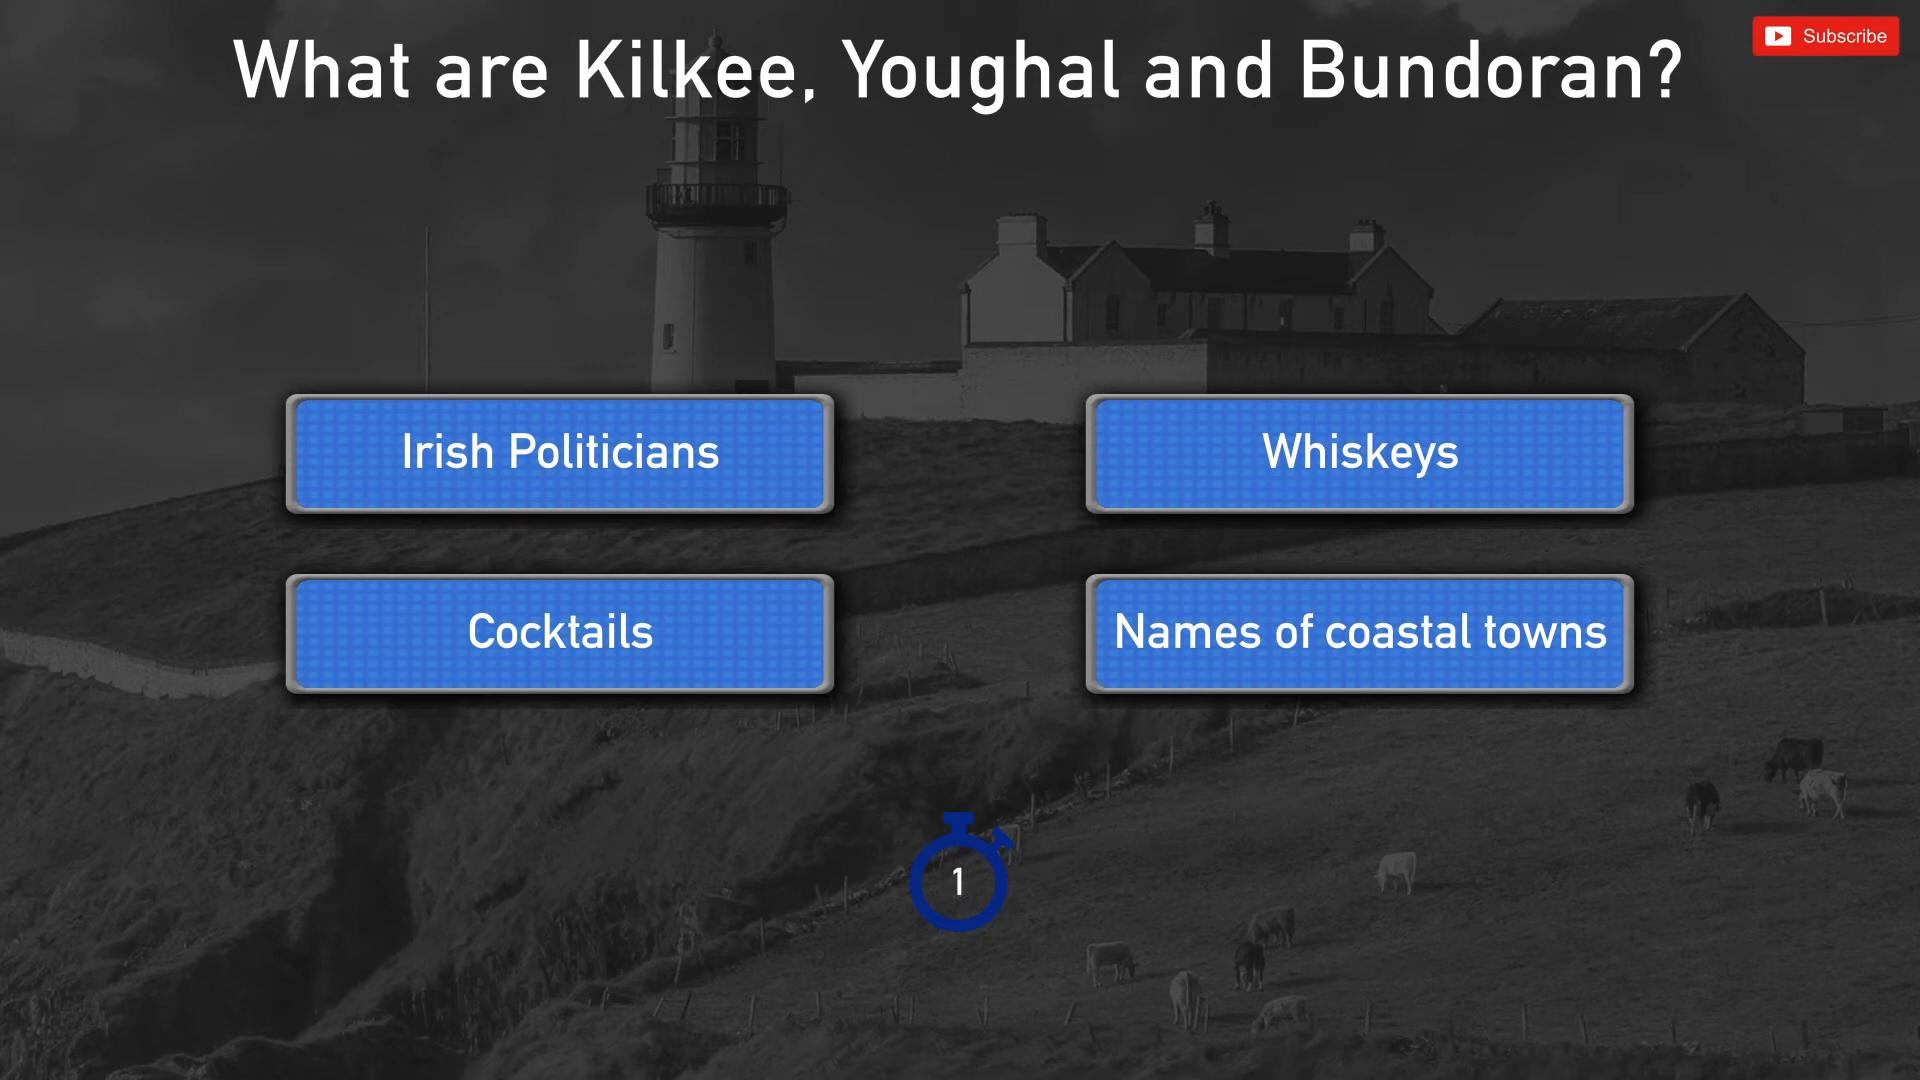 What are Kilkee, Youghal and Bundoran?
Subscribe
Irish Politicians
Whiskeys
Cocktails
Names of coastal towns
1